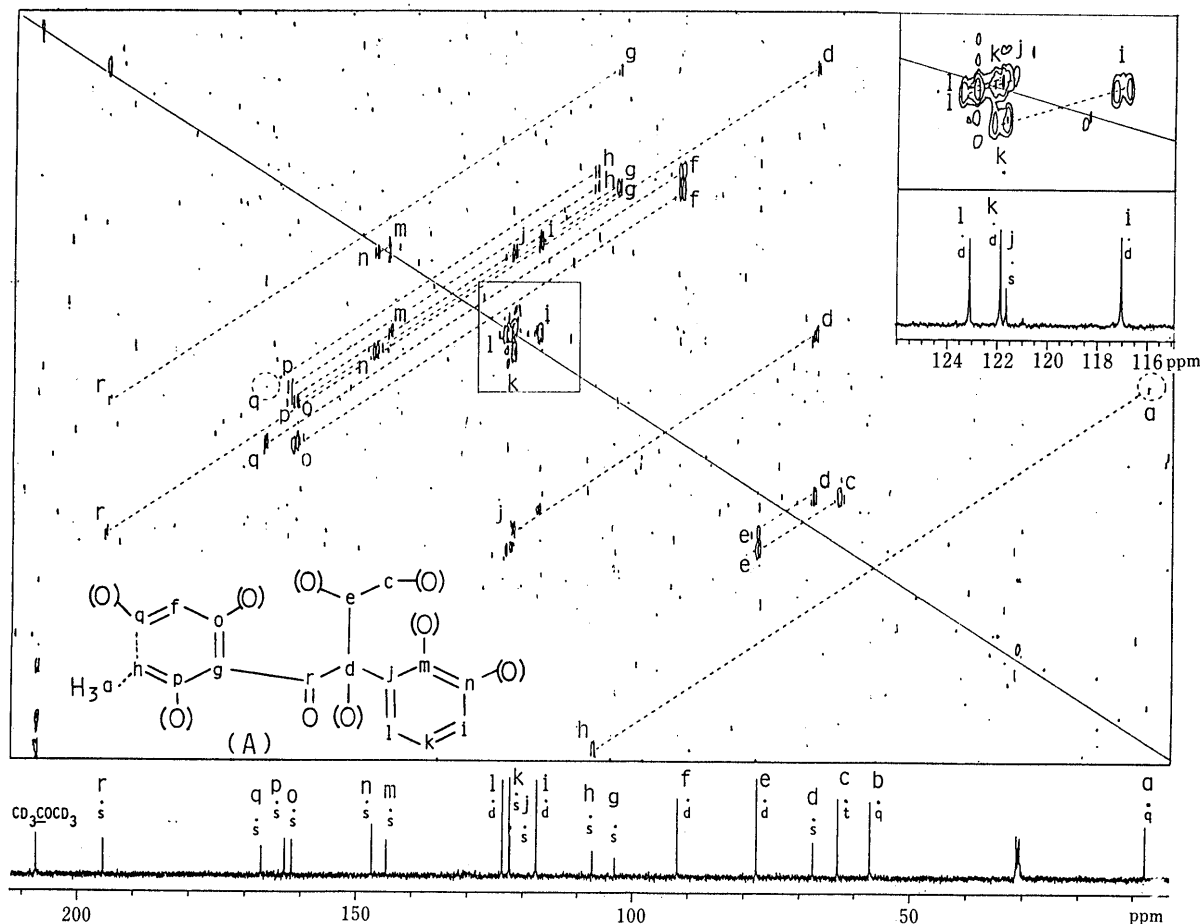 g
d
h
h
g
g
f
f
m
n
j
i
m
n
l
i
k
d
r
p
q
p
o
q
o
r
j
a
d
c
e
e
h
k
j
i
l
l
k
l
d
k
d
j
s
i
d
124
122
120
118
116
ppm
(O)
(O)
(O)
c
(O)
q
f
o
e
(O)
h
p
g
r
d
j
m
n
(O)
H3
a
(O)
O
(O)
l
k
i
(A)
CD3COCD3
r
s
q
s
p
s
o
s
n
s
m
s
l
d
k
s
j
s
i
d
h
s
g
s
f
d
e
d
d
s
c
t
b
q
a
q
200
150
100
50
ppm